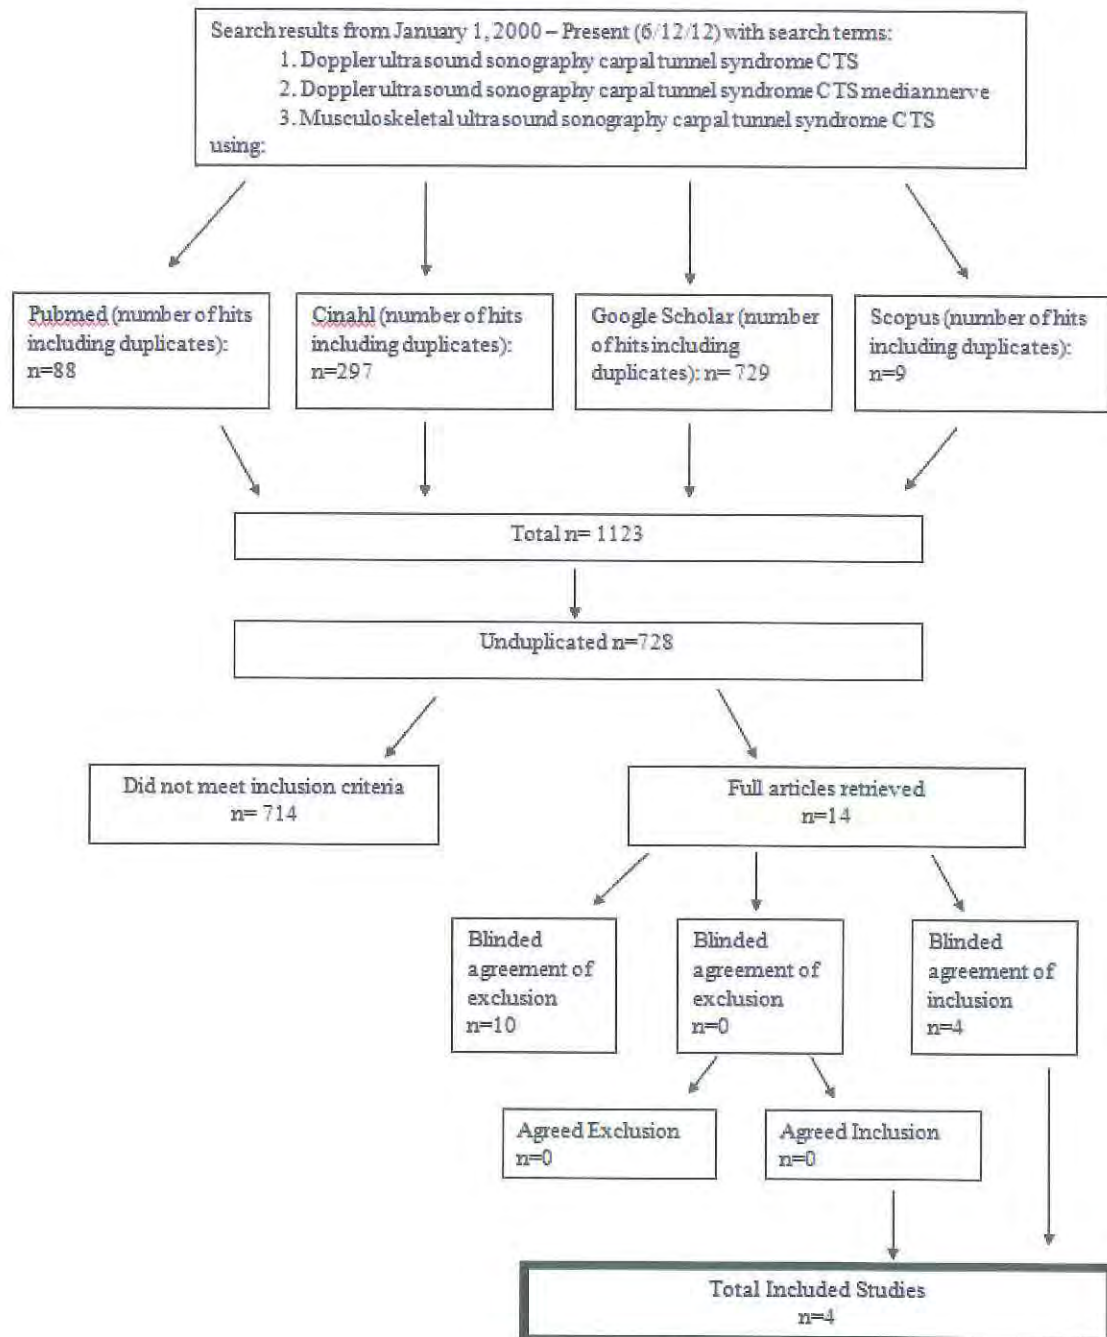 Search results from January 1, 2000 – Present (6/12/12) with search terms:
1. Doppler ultrasound sonography carpal tunnel syndrome CTS
2. Doppler ultrasound sonography carpal tunnel syndrome CTS median nerve
3. Musculoskeletal ultrasound sonography carpal tunnel syndrome CTS
using:
Pubmed (number of hits
including duplicates):
n=88
Cinahl (number of hits
including duplicates):
n=297
Google Scholar (number
of hits including
duplicates): n= 729
Scopus (number of hits
including duplicates):
n=9
Total n= 1123
Unduplicated n=728
Did not meet inclusion criteria
n= 714
Full articles retrieved
n=14
Blinded
agreement of
exclusion
n=10
Blinded
agreement of
exclusion
n=0
Blinded
agreement of
inclusion
n=4
Agreed Exclusion
n=0
Agreed Inclusion
n=0
Total Included Studies
n=4